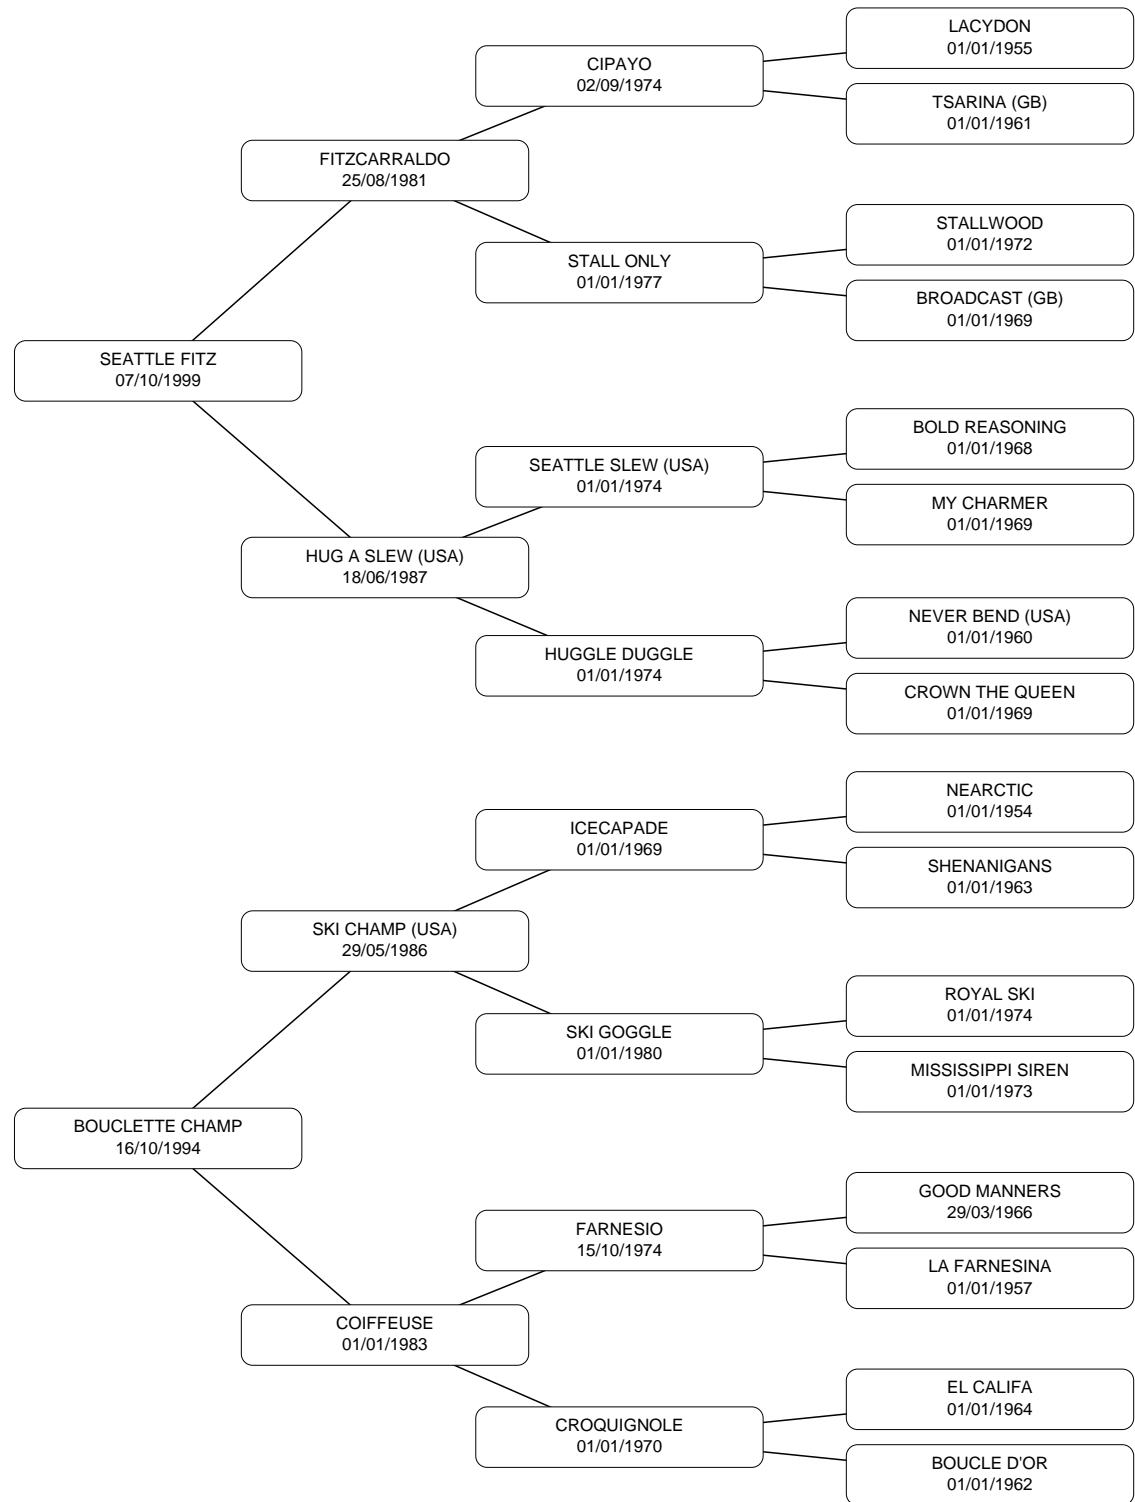 LACYDON
01/01/1955
CIPAYO
02/09/1974
TSARINA (GB)
01/01/1961
FITZCARRALDO
25/08/1981
STALLWOOD
01/01/1972
STALL ONLY
01/01/1977
BROADCAST (GB)
01/01/1969
SEATTLE FITZ
07/10/1999
BOLD REASONING
01/01/1968
SEATTLE SLEW (USA)
01/01/1974
MY CHARMER
01/01/1969
HUG A SLEW (USA)
18/06/1987
NEVER BEND (USA)
01/01/1960
HUGGLE DUGGLE
01/01/1974
CROWN THE QUEEN
01/01/1969
NEARCTIC
01/01/1954
ICECAPADE
01/01/1969
SHENANIGANS
01/01/1963
SKI CHAMP (USA)
29/05/1986
ROYAL SKI
01/01/1974
SKI GOGGLE
01/01/1980
MISSISSIPPI SIREN
01/01/1973
BOUCLETTE CHAMP
16/10/1994
GOOD MANNERS
29/03/1966
FARNESIO
15/10/1974
LA FARNESINA
01/01/1957
COIFFEUSE
01/01/1983
EL CALIFA
01/01/1964
CROQUIGNOLE
01/01/1970
BOUCLE D'OR
01/01/1962